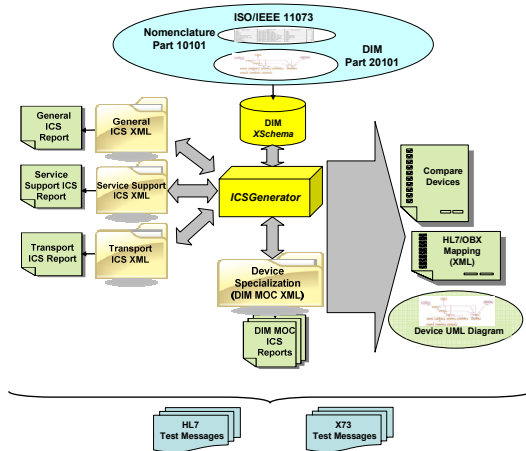 ISO/IEEE 11073
Nomenclature
Part 10101
DIM
Part 20101
General
ICS
Report
General
ICS XML
DIM
XSchema
Service
Support ICS
Report
Service Support
ICS XML
ICSGenerator
Compare
Devices
Transport
ICS Report
Transport
ICS XML
HL7/OBX
Mapping
(XML)
Device
Specialization
(DIM MOC XML)
Device UML Diagram
DIM MOC
ICS
Reports
HL7
Test Messages
X73
Test Messages